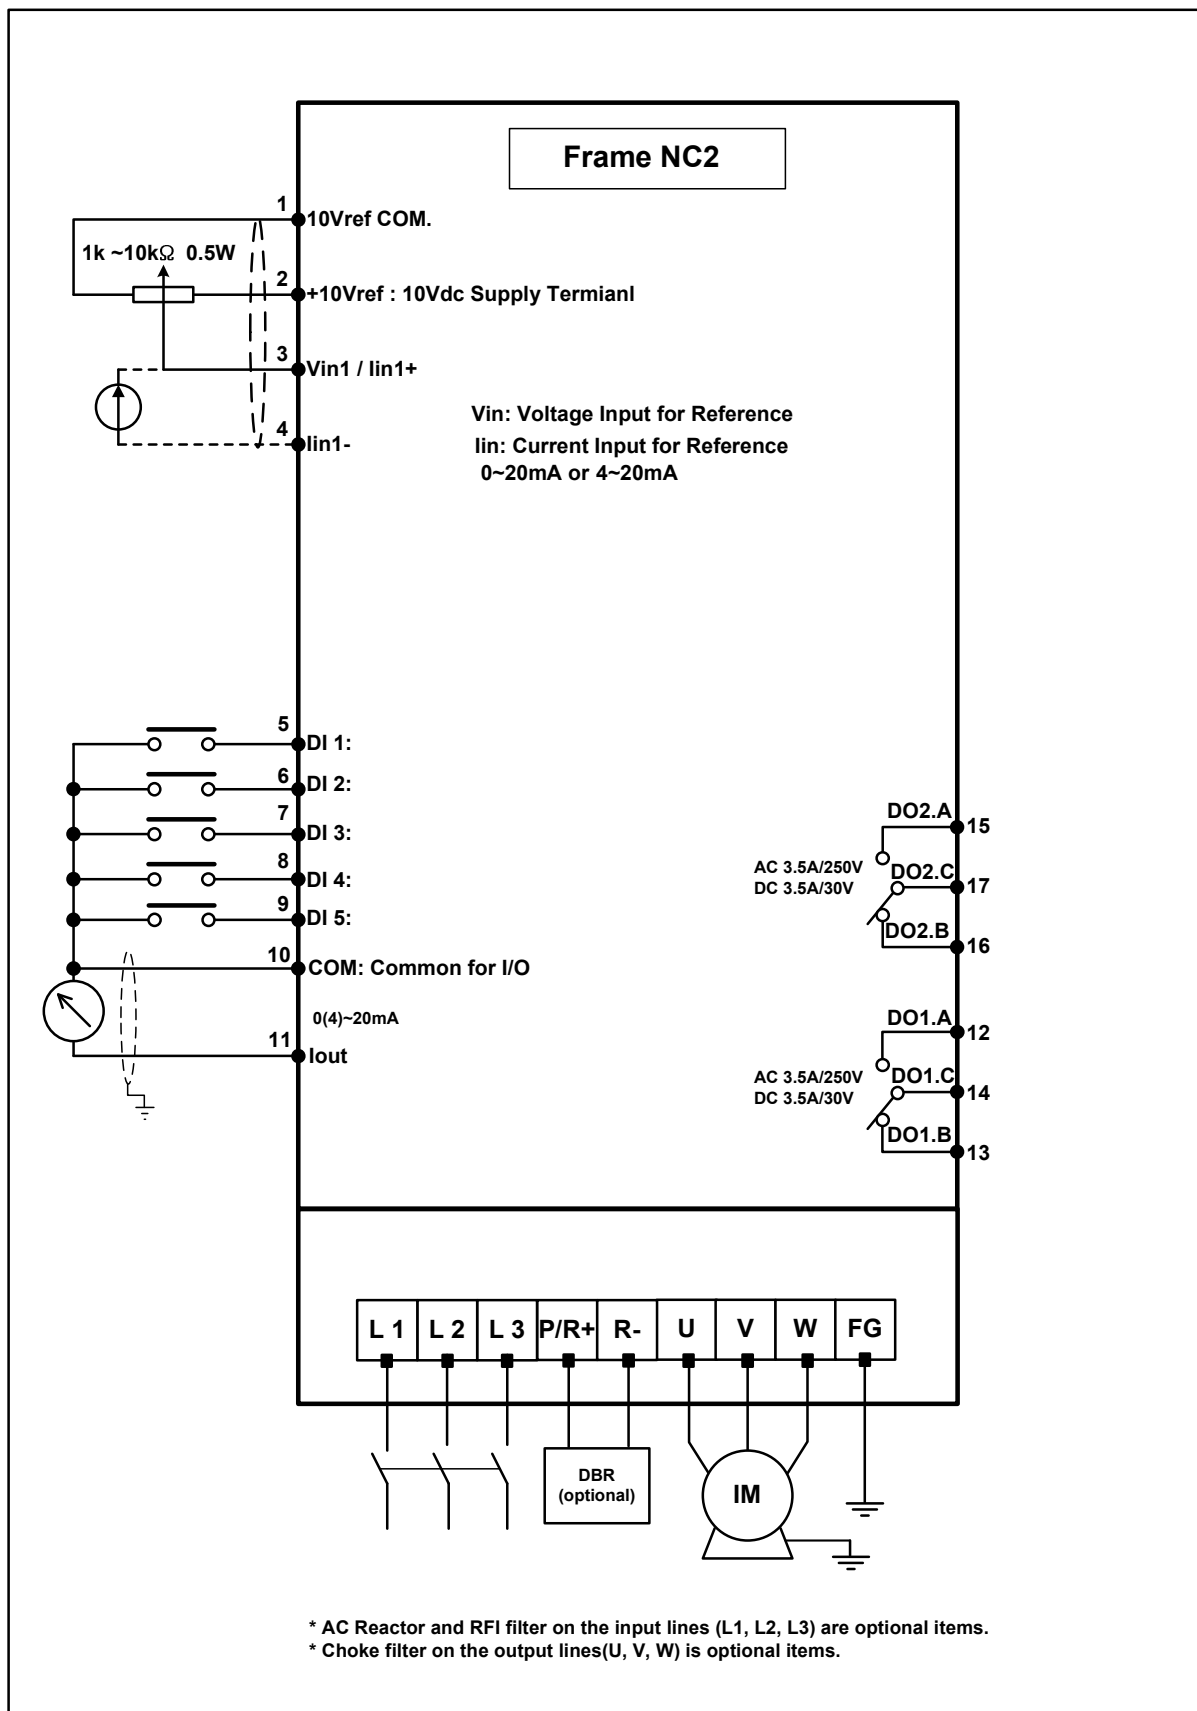 Frame NC2
1
10Vref COM.
1k ~10kΩ 0.5W
2
+10Vref : 10Vdc Supply Termianl
3
Vin1 / Iin1+
4
Iin1-
Vin: Voltage Input for Reference
Iin: Current Input for Reference
0~20mA or 4~20mA
5
DI 1:
6
DI 2:
7
DI 3:
8
DI 4:
9
DI 5:
10
COM: Common for I/O
0(4)~20mA
11
Iout
DO2.A
15
AC 3.5A/250V
DC 3.5A/30V
DO2.C
17
DO2.B
16
DO1.A
12
AC 3.5A/250V
DC 3.5A/30V
DO1.C
14
DO1.B
13
L 1 L 2 L 3 P/R+ R- U V W FG
DBR
(optional)
IM
* AC Reactor and RFI filter on the input lines (L1, L2, L3) are optional items.
* Choke filter on the output lines(U, V, W) is optional items.